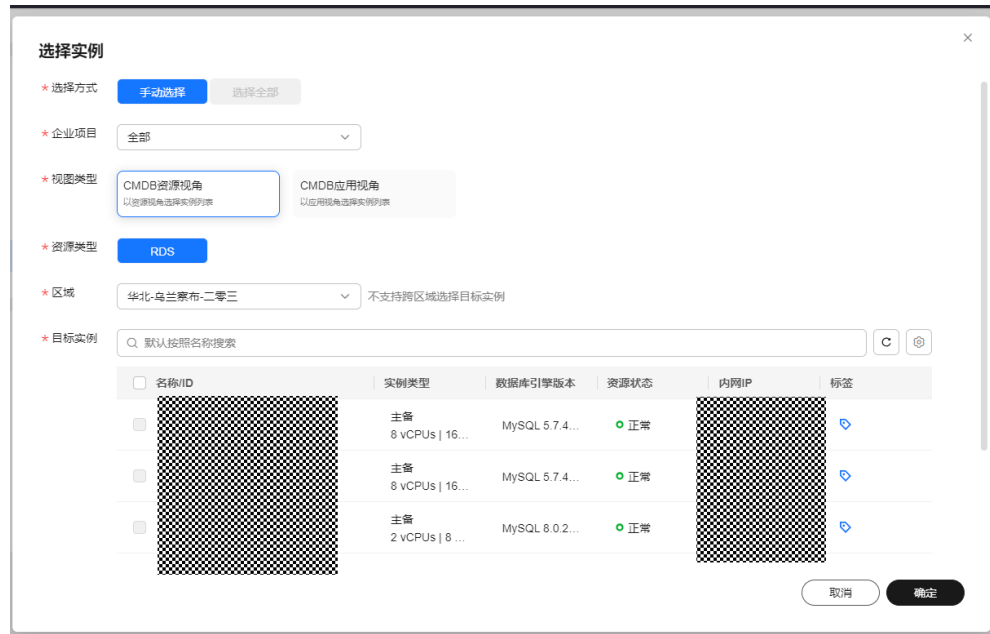 选择实例
* 选择方式 手动选择 选择全部
* 企业项目 全部
* 视图类型 CMDB资源视角 CMDB应用视角
以资源视角选择实例列表 以应用视角选择实例列表
* 资源类型 RDS
* 区域 华北-乌兰察布-二零三 不支持跨区域选择目标实例
* 目标实例 默认按照名称搜索
名称/ID 实例类型 数据库引擎版本 资源状态 内网IP 标签
主备
8 vCPUs | 16... MySQL 5.7.4... 正常
主备
8 vCPUs | 16... MySQL 5.7.4... 正常
主备
2 vCPUs | 8 ... MySQL 8.0.2... 正常
取消 确定